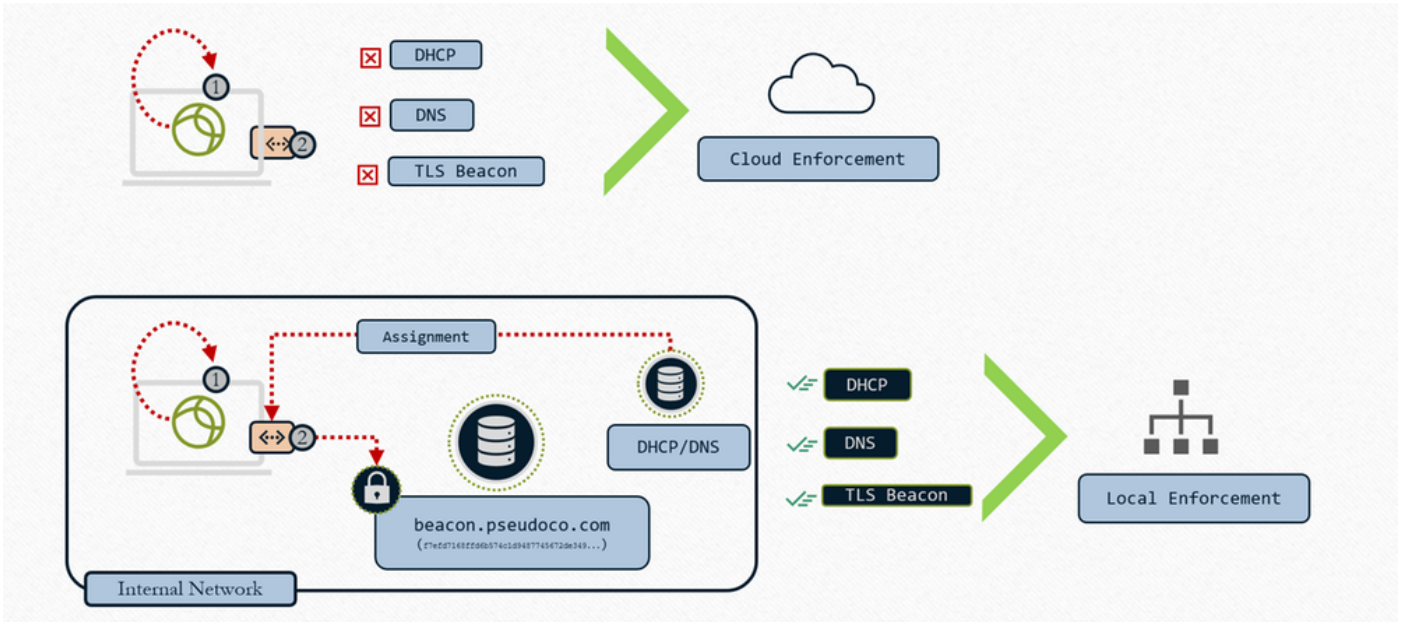 1
2
DHCP
DNS
TLS Beacon
Cloud Enforcement
Assignment
1
2
DHCP/DNS
beacon.pseudoco.com
(f7efd7168ffd6b574c1d9487745672de349...)
Internal Network
DHCP
DNS
TLS Beacon
Local Enforcement